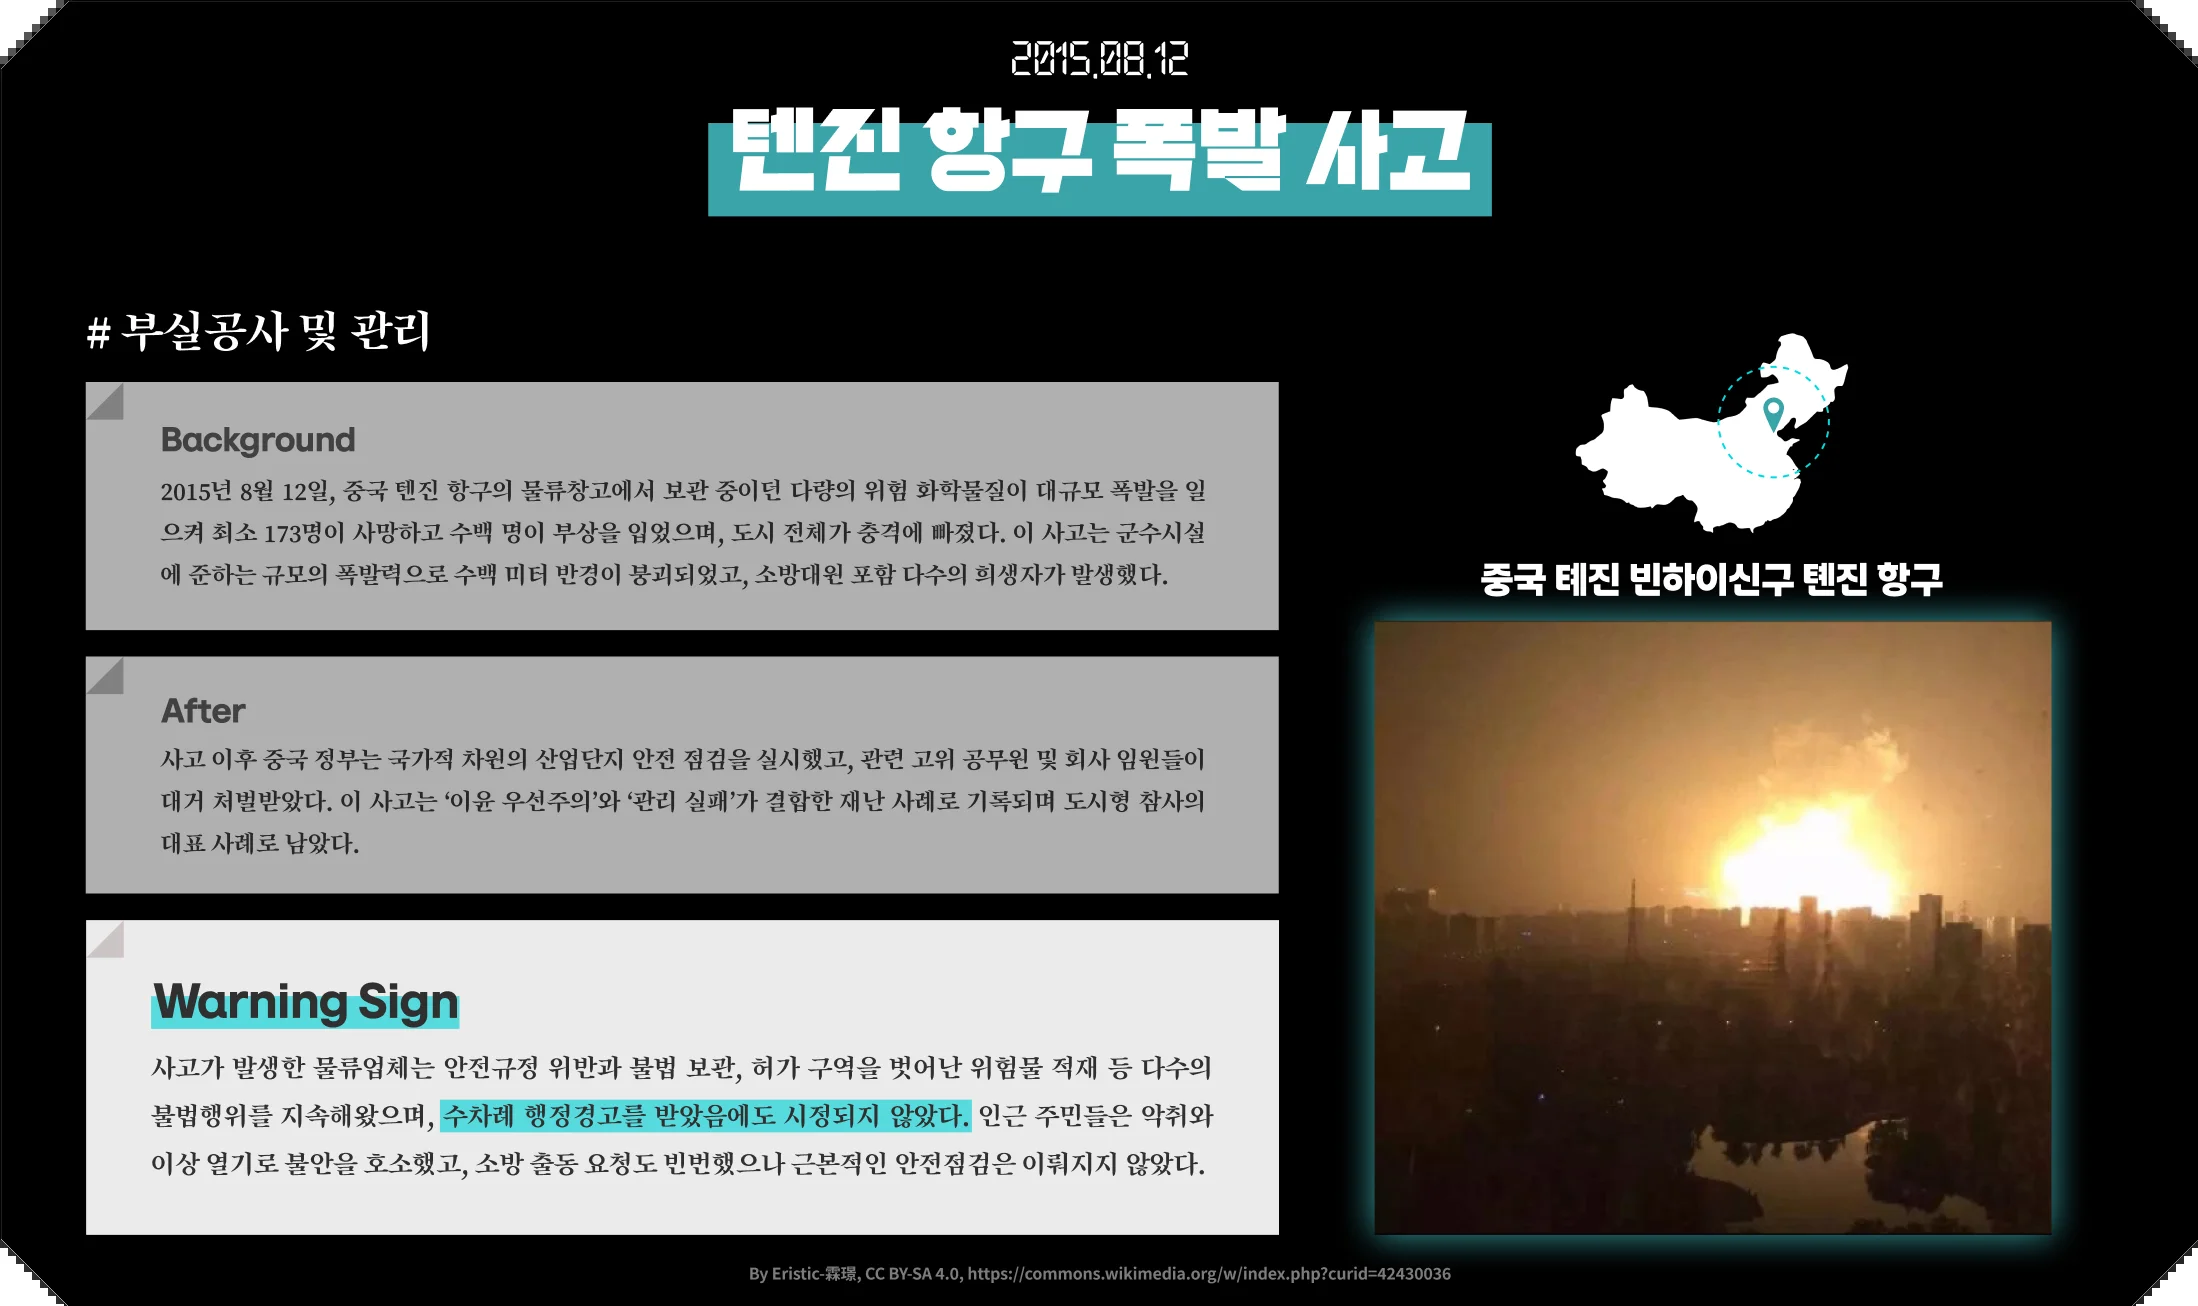 2015.08.12
텐진 항구 폭발 사고
# 부실공사 및 관리
Background
2015년 8월 12일, 중국 텐진 항구의 물류창고에서 보관 중이던 다량의 위험 화학물질이 대규모 폭발을 일
으켜 최소 173명이 사망하고 수백 명이 부상을 입었으며, 도시 전체가 충격에 빠졌다. 이 사고는 군수시설
에 준하는 규모의 폭발력으로 수백 미터 반경이 붕괴되었고, 소방대원 포함 다수의 희생자가 발생했다.
After
사고 이후 중국 정부는 국가적 차원의 산업단지 안전 점검을 실시했고, 관련 고위 공무원 및 회사 임원들이
대거 처벌받았다. 이 사고는 ‘이윤 우선주의’와 ‘관리 실패’가 결합한 재난 사례로 기록되며 도시형 참사의
대표 사례로 남았다.
Warning Sign
사고가 발생한 물류업체는 안전규정 위반과 불법 보관, 허가 구역을 벗어난 위험물 적재 등 다수의
불법행위를 지속해왔으며, 수차례 행정경고를 받았음에도 시정되지 않았다. 인근 주민들은 악취와
이상 열기로 불안을 호소했고, 소방 출동 요청도 빈번했으나 근본적인 안전점검은 이뤄지지 않았다.
중국 톄진 빈하이신구 톈진 항구
By Eristic-霖璟, CC BY-SA 4.0, https://commons.wikimedia.org/w/index.php?curid=42430036